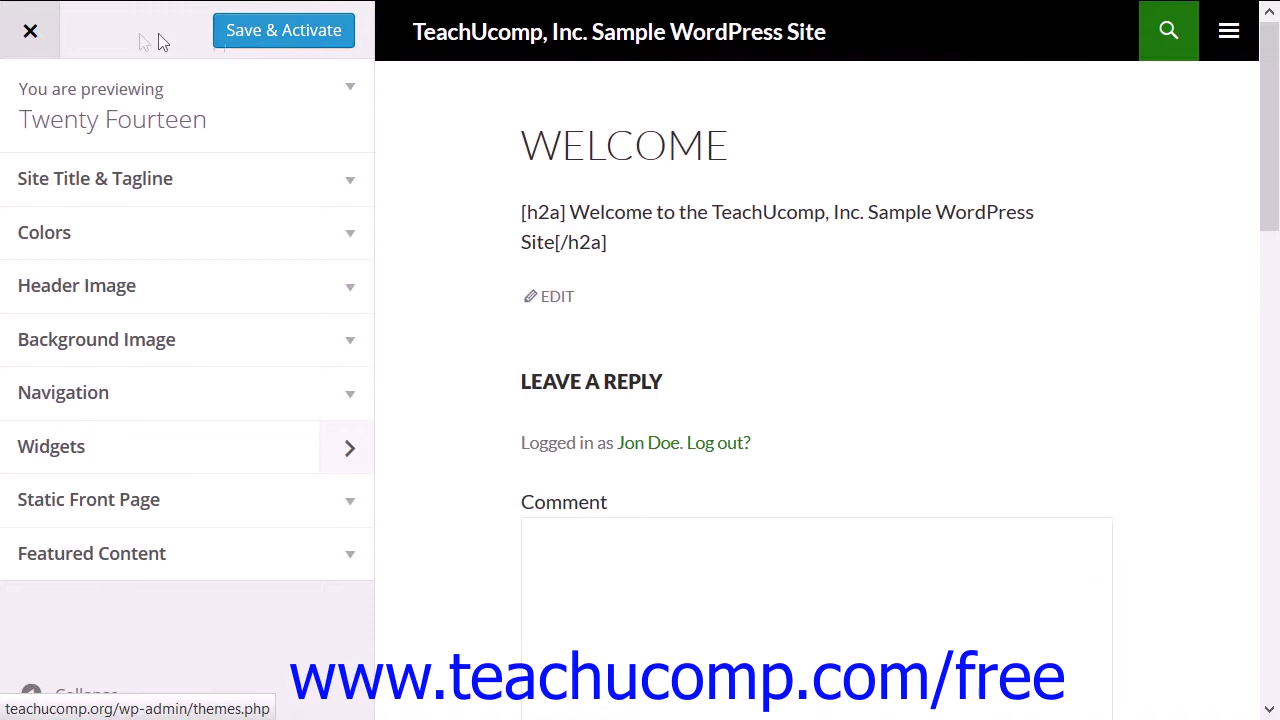 Save & Activate
You are previewing
Twenty Fourteen
Site Title & Tagline
Colors
Header Image
Background Image
Navigation
Widgets
Static Front Page
Featured Content
Collapse
teachucomp.org/wp-admin/themes.php
TeachUcomp, Inc. Sample WordPress Site
WELCOME
[h2a] Welcome to the TeachUcomp, Inc. Sample WordPress
Site[/h2a]
EDIT
LEAVE A REPLY
Logged in as Jon Doe. Log out?
Comment
www.teachucomp.com/free